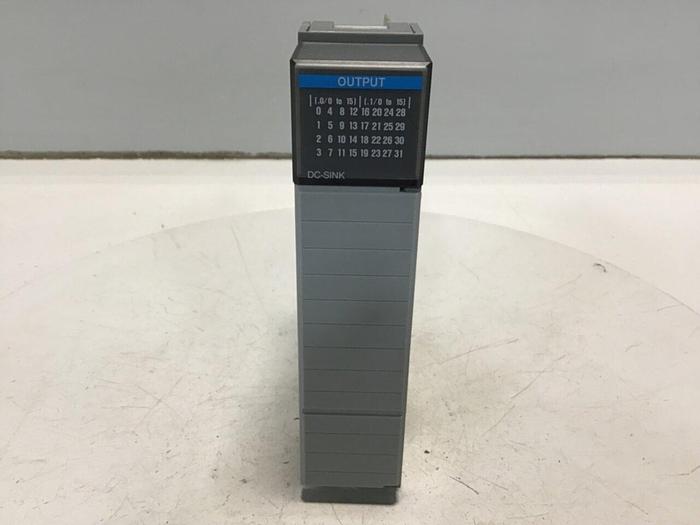 OUTPUT
(.0/0 to 15) (.1/0 to 15)
0 4 8 12 16 20 24 28
1 5 9 13 17 21 25 29
2 6 10 14 18 22 26 30
3 7 11 15 19 23 27 31
DC-SINK